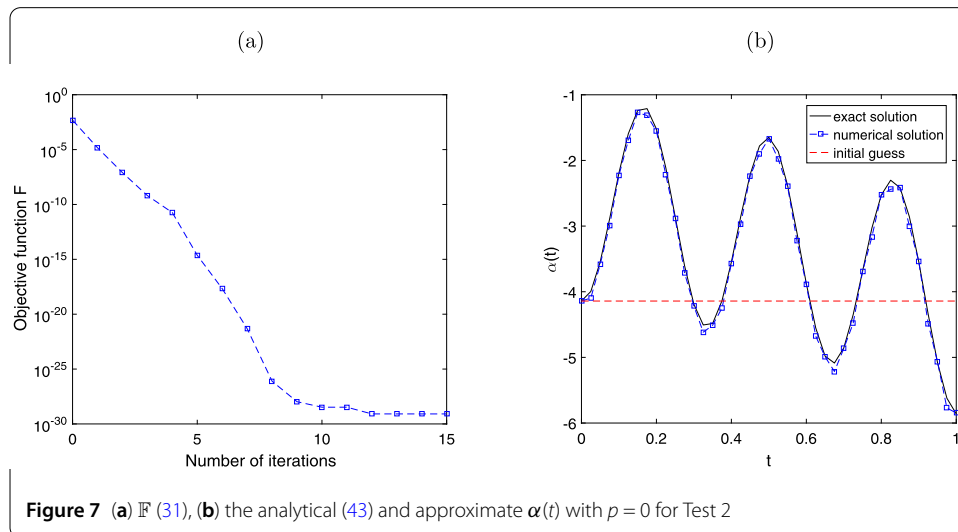 (a)
(b)
10^0
10^-5
10^-10
10^-15
10^-20
10^-25
10^-30
Objective function F
0
5
10
15
Number of iterations
-1
-2
-3
-4
-5
-6
α(t)
exact solution
numerical solution
initial guess
0
0.2
0.4
0.6
0.8
1
t
Figure 7 (a) 𝔽 (31), (b) the analytical (43) and approximate α(t) with p = 0 for Test 2